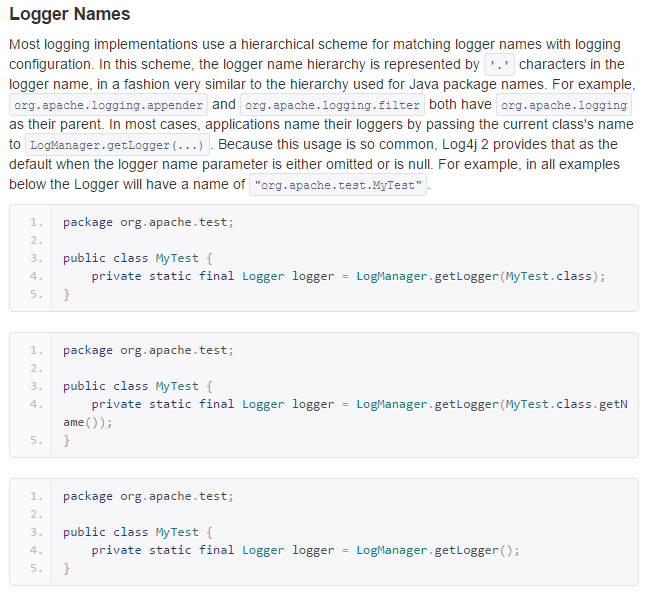 Logger Names
Most logging implementations use a hierarchical scheme for matching logger names with logging
configuration. In this scheme, the logger name hierarchy is represented by '.' characters in the
logger name, in a fashion very similar to the hierarchy used for Java package names. For example,
org.apache.logging.appender and org.apache.logging.filter both have org.apache.logging
as their parent. In most cases, applications name their loggers by passing the current class's name
to LogManager.getLogger(...). Because this usage is so common, Log4j 2 provides that as the
default when the logger name parameter is either omitted or is null. For example, in all examples
below the Logger will have a name of "org.apache.test.MyTest".
1. package org.apache.test;
2.
3. public class MyTest {
4. private static final Logger logger = LogManager.getLogger(MyTest.class);
5. }
1. package org.apache.test;
2.
3. public class MyTest {
4. private static final Logger logger = LogManager.getLogger(MyTest.class.getN
ame());
5. }
1. package org.apache.test;
2.
3. public class MyTest {
4. private static final Logger logger = LogManager.getLogger();
5. }